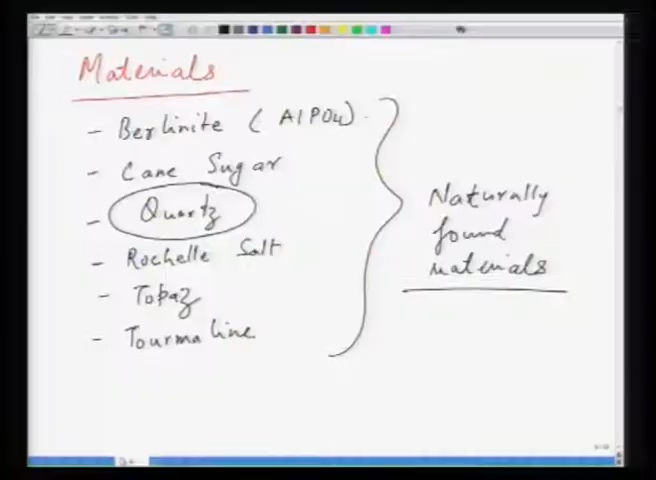 Materials
- Berlinite (AlPO4).
- Cane Sugar
- Quartz
- Rochelle Salt
- Topaz
- Tourmaline
Naturally
found
materials